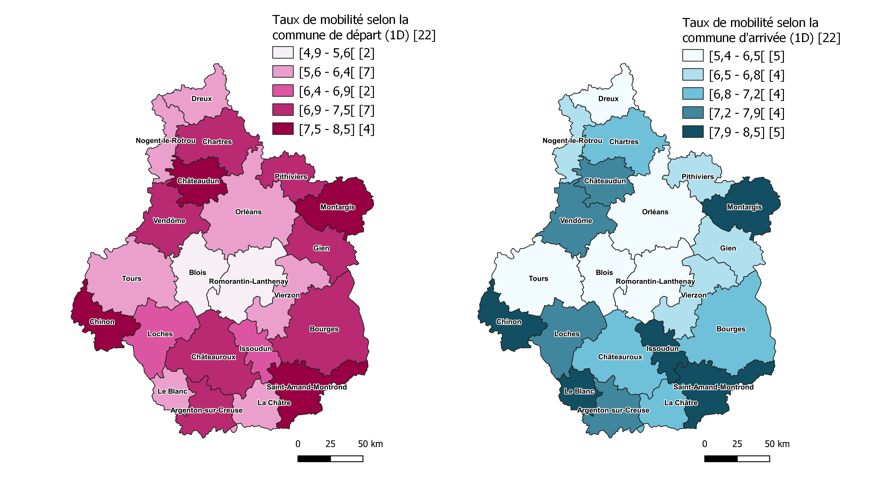 Taux de mobilité selon la
commune de départ (1D) [22]
[4,9 - 5,6[ [2]
[5,6 - 6,4[ [7]
[6,4 - 6,9[ [2]
[6,9 - 7,5[ [7]
[7,5 - 8,5] [4]
Dreux
Nogent-le-Rotrou
Chartres
Châteaudun
Pithiviers
Montargis
Orléans
Vendôme
Gien
Blois
Tours
Romorantin-Lanthenay
Vierzon
Chinon
Loches
Bourges
Issoudun
Châteauroux
Saint-Amand-Montrond
Le Blanc
La Châtre
Argenton-sur-Creuse
0 25 50 km
Taux de mobilité selon la
commune d'arrivée (1D) [22]
[5,4 - 6,5[ [5]
[6,5 - 6,8[ [4]
[6,8 - 7,2[ [4]
[7,2 - 7,9[ [4]
[7,9 - 8,5] [5]
Dreux
Nogent-le-Rotrou
Chartres
Châteaudun
Pithiviers
Montargis
Orléans
Vendôme
Gien
Blois
Tours
Romorantin-Lanthenay
Vierzon
Chinon
Loches
Bourges
Issoudun
Châteauroux
Saint-Amand-Montrond
Le Blanc
La Châtre
Argenton-sur-Creuse
0 25 50 km